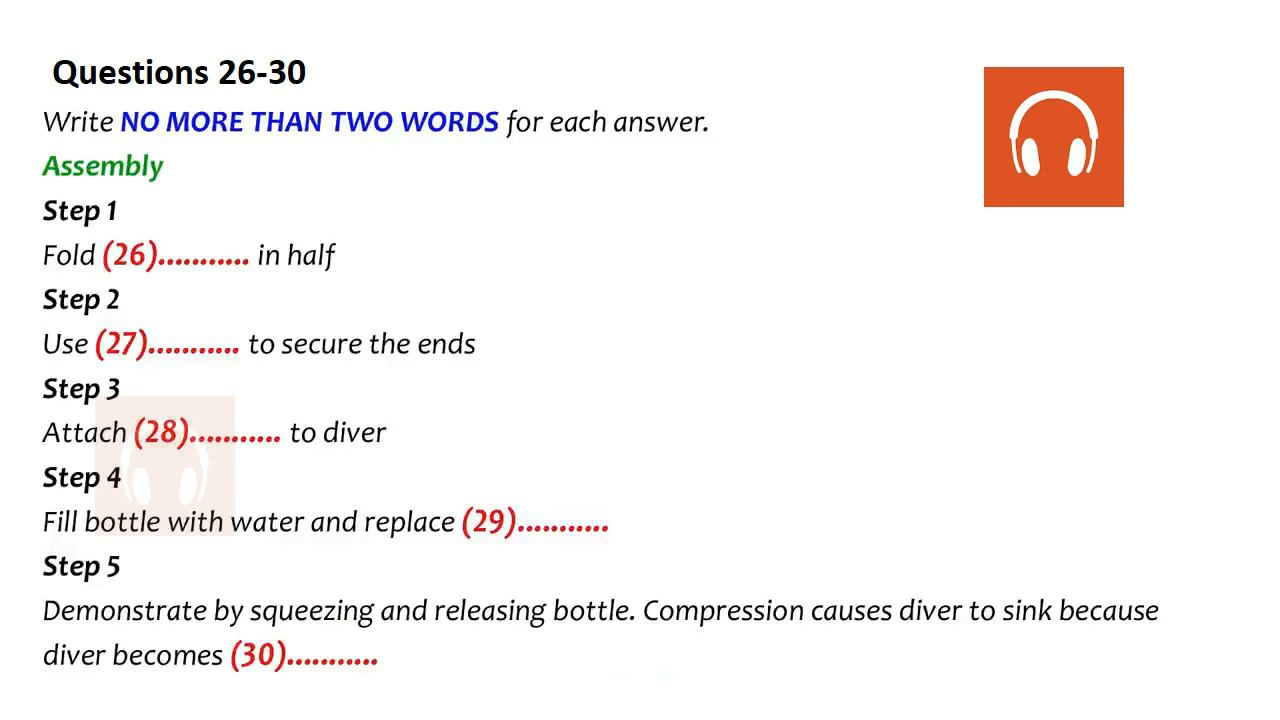 Questions 26-30
Write NO MORE THAN TWO WORDS for each answer.
Assembly
Step 1
Fold (26)........... in half
Step 2
Use (27)........... to secure the ends
Step 3
Attach (28)........... to diver
Step 4
Fill bottle with water and replace (29)...........
Step 5
Demonstrate by squeezing and releasing bottle. Compression causes diver to sink because
diver becomes (30)...........